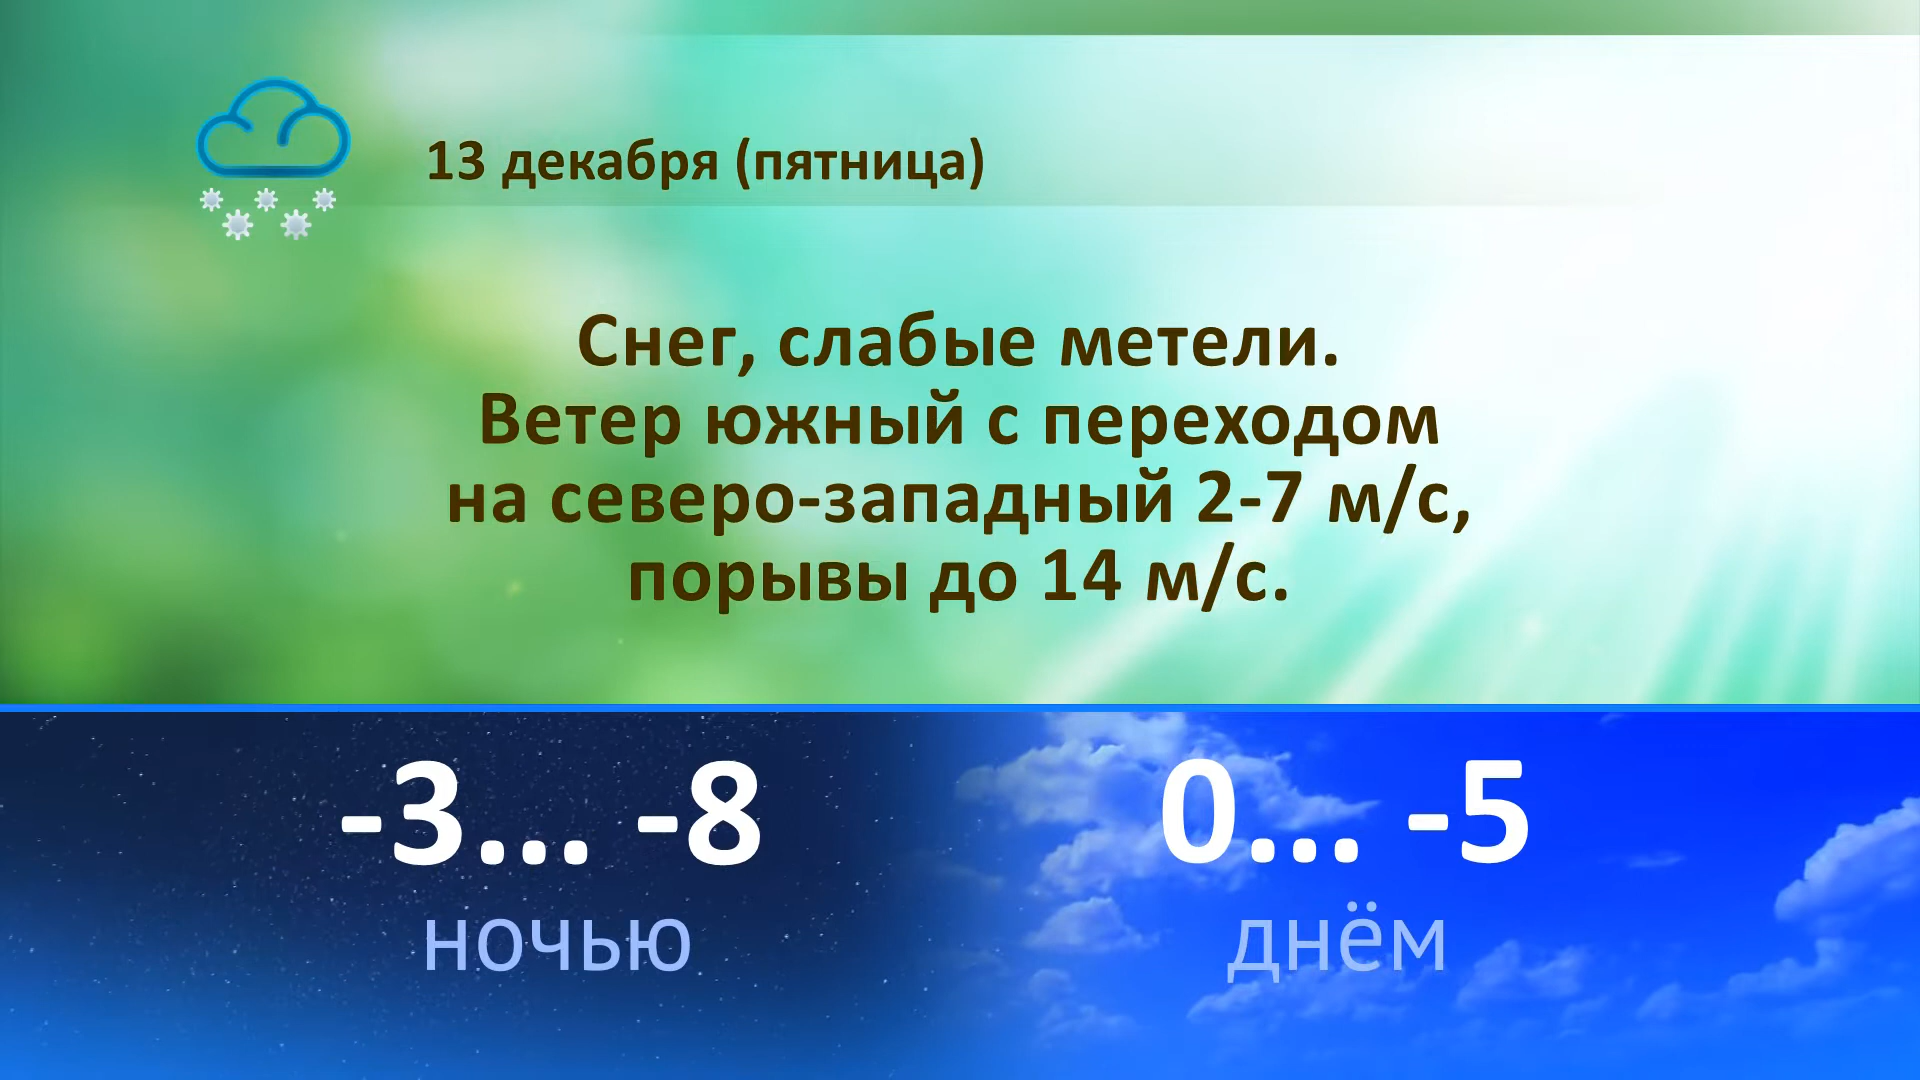 13 декабря (пятница)
Снег, слабые метели.
Ветер южный с переходом
на северо-западный 2-7 м/с,
порывы до 14 м/с.
-3... -8
ночью
0... -5
днём